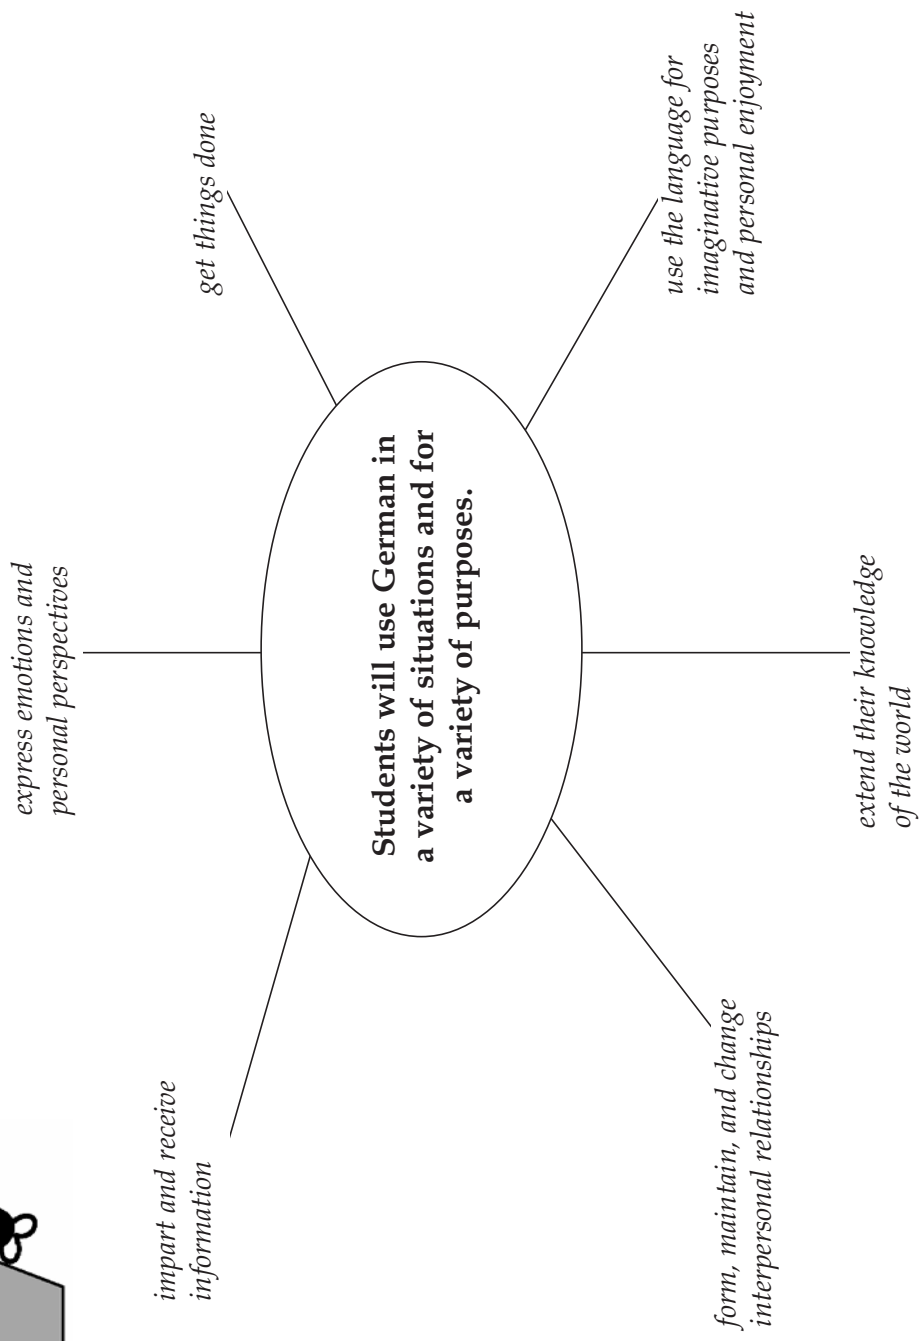 express emotions and
personal perspectives
impart and receive
information
get things done
Students will use German in
a variety of situations and for
a variety of purposes.
form, maintain, and change
interpersonal relationships
use the language for
imaginative purposes
and personal enjoyment
extend their knowledge
of the world